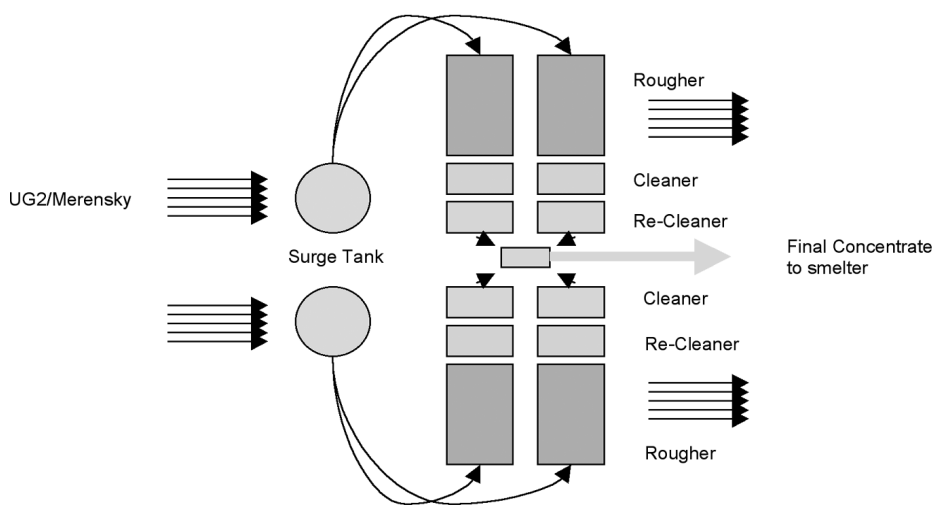 Rougher
Cleaner
UG2/Merensky
Re-Cleaner
Surge Tank
Final Concentrate
to smelter
Cleaner
Re-Cleaner
Rougher